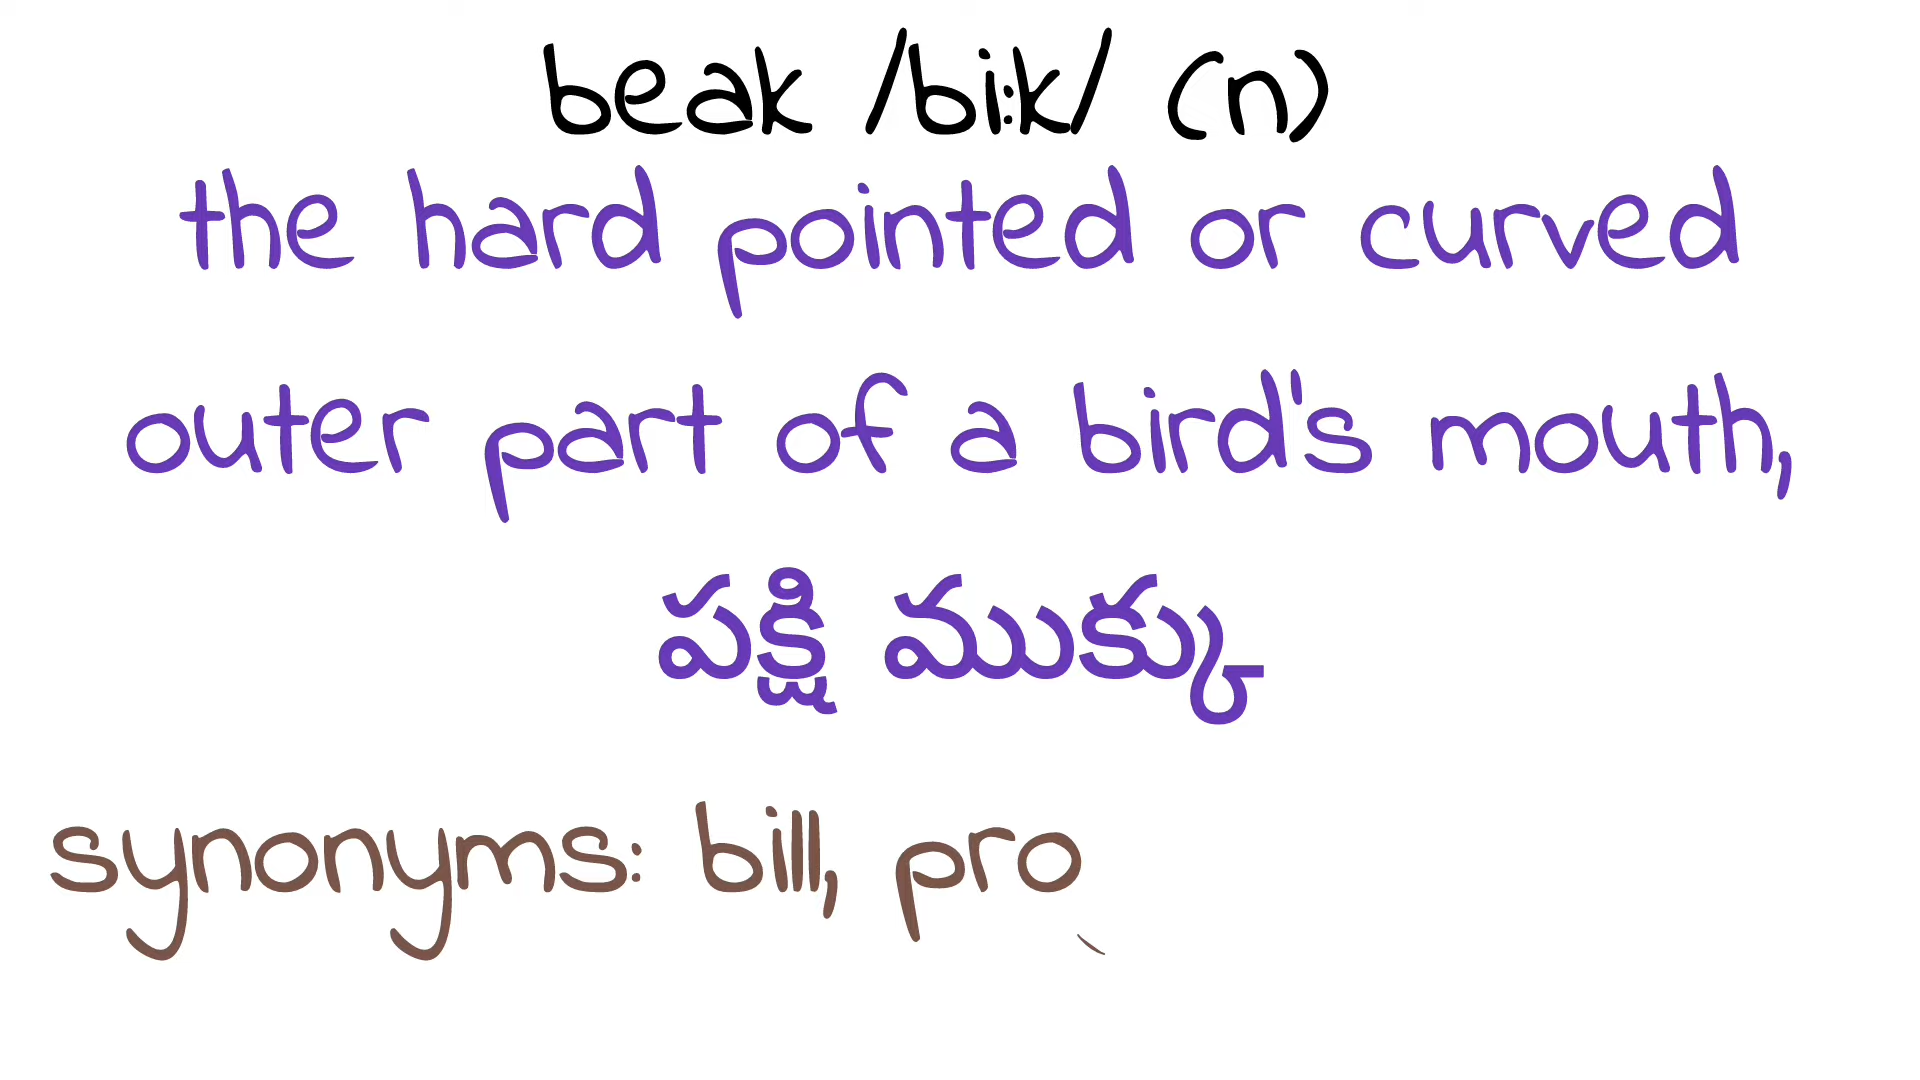 beak /bi:k/ (n)
the hard pointed or curved
outer part of a bird's mouth,
పక్షి ముక్కు
synonyms: bill, pro